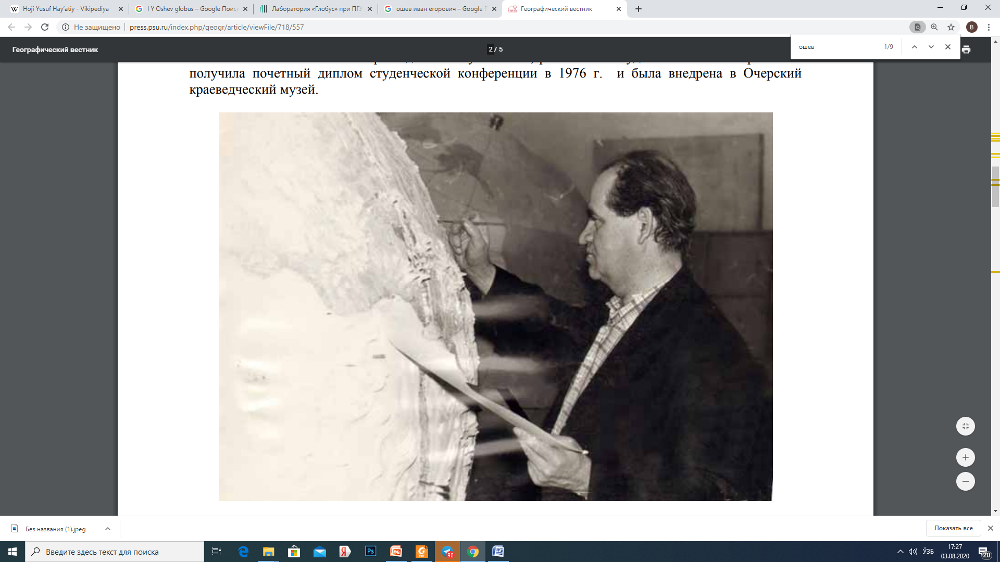 Hoji Yusuf Hay'atiy - Vikipediya
I Y Oshev globus – Google Поиск
Лаборатория «Глобус» при ПГУ
ошев иван егорович – Google
Географический вестник
Не защищено
press.psu.ru/index.php/geogr/article/viewFile/718/557
B
Географический вестник
2 / 5
ошев
1/9
получила почетный диплом студенческой конференции в 1976 г. и была внедрена в Очерский
краеведческий музей.
Без названия (1).jpeg
Показать все
Введите здесь текст для поиска
Ps
90
ЎЗБ
17:27
03.08.2020
20